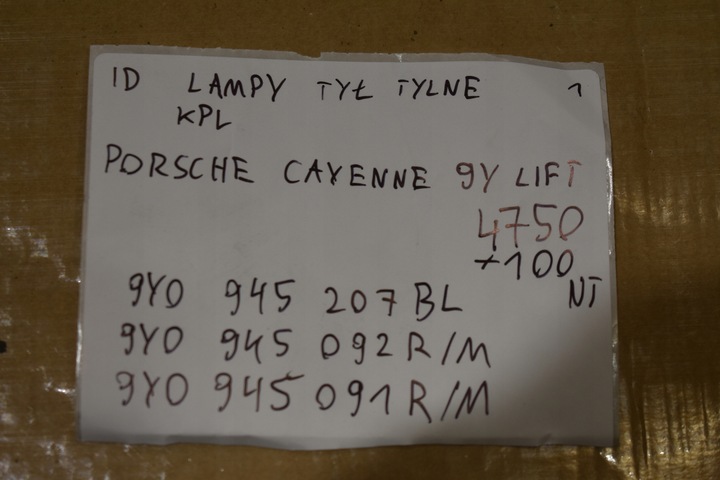 ID LAMPY TYŁ TYLNE 1
KPL
PORSCHE CAYENNE 9Y LIFT
4750
+100
NT
9Y0 945 207 BL
9Y0 945 092 R/M
9Y0 945 091 R/M